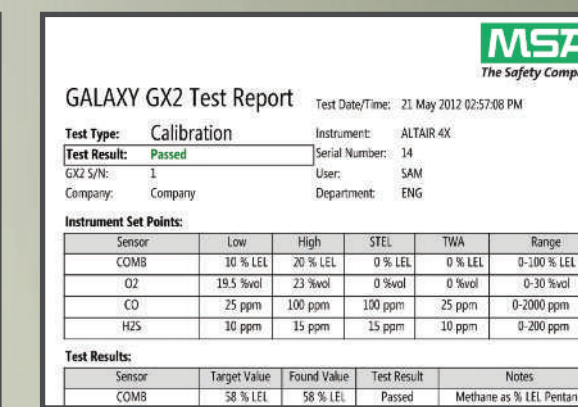 MSA
The Safety Comp
GALAXY GX2 Test Report
Test Date/Time: 21 May 2012 02:57:08 PM
Test Type: Calibration Instrument: ALTAIR 4X
Test Result: Passed Serial Number: 14
GX2 S/N: 1 User: SAM
Company: Company Department: ENG
Instrument Set Points:
Sensor Low High STEL TWA Range
COMB 10 % LEL 20 % LEL 0 % LEL 0 % LEL 0-100 % LEL
O2 19.5 %vol 23 %vol 0 %vol 0 %vol 0-30 %vol
CO 25 ppm 100 ppm 100 ppm 25 ppm 0-2000 ppm
H2S 10 ppm 15 ppm 15 ppm 10 ppm 0-200 ppm
Test Results:
Sensor Target Value Found Value Test Result Notes
COMB 58 % LEL 58 % LEL Passed Methane as % LEL Pentan